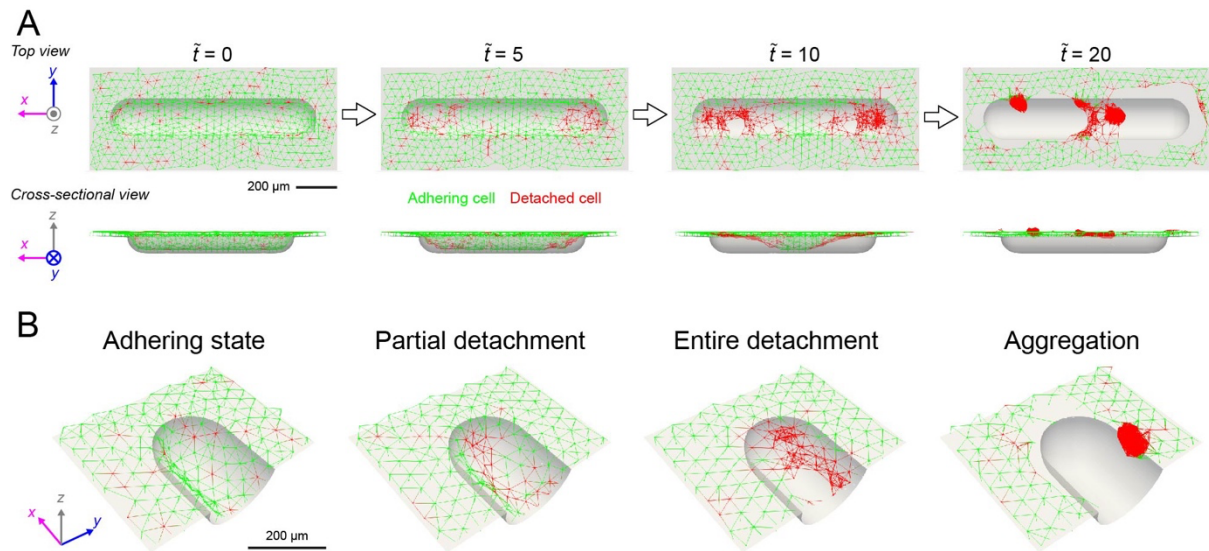 A
Top view
t̃ = 0
t̃ = 5
t̃ = 10
t̃ = 20
y
x
z
200 μm
Cross-sectional view
Adhering cell Detached cell
z
x
y
B
Adhering state
Partial detachment
Entire detachment
Aggregation
z
x
y
200 μm